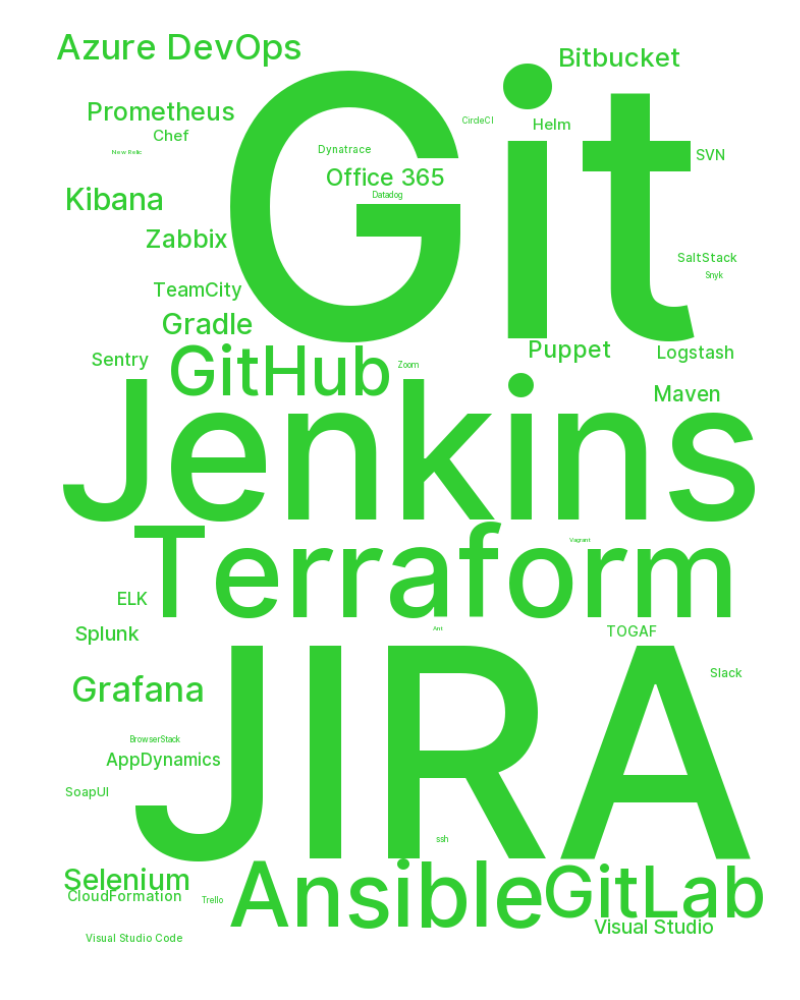 Azure DevOps
Bitbucket
Git
Prometheus
CircleCI
Helm
Chef
New Relic
Dynatrace
SVN
Office 365
Datadog
Kibana
Zabbix
SaltStack
Snyk
TeamCity
Gradle
Puppet
Logstash
Sentry
GitHub
Zoom
Maven
Jenkins
Terraform
Vagrant
ELK
Splunk
Ant
TOGAF
JIRA
Slack
Grafana
BrowserStack
AppDynamics
SoapUI
ssh
Selenium
CloudFormation
Trello
Ansible
GitLab
Visual Studio
Visual Studio Code